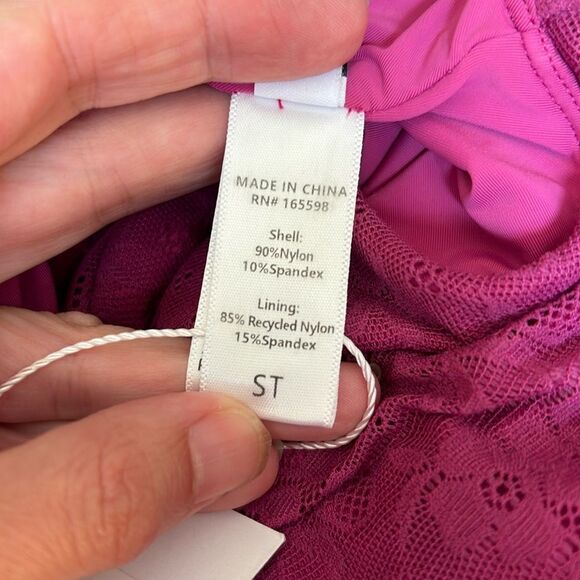 MADE IN CHINA
RN# 165598
Shell:
90%Nylon
10%Spandex
Lining:
85% Recycled Nylon
15%Spandex
ST